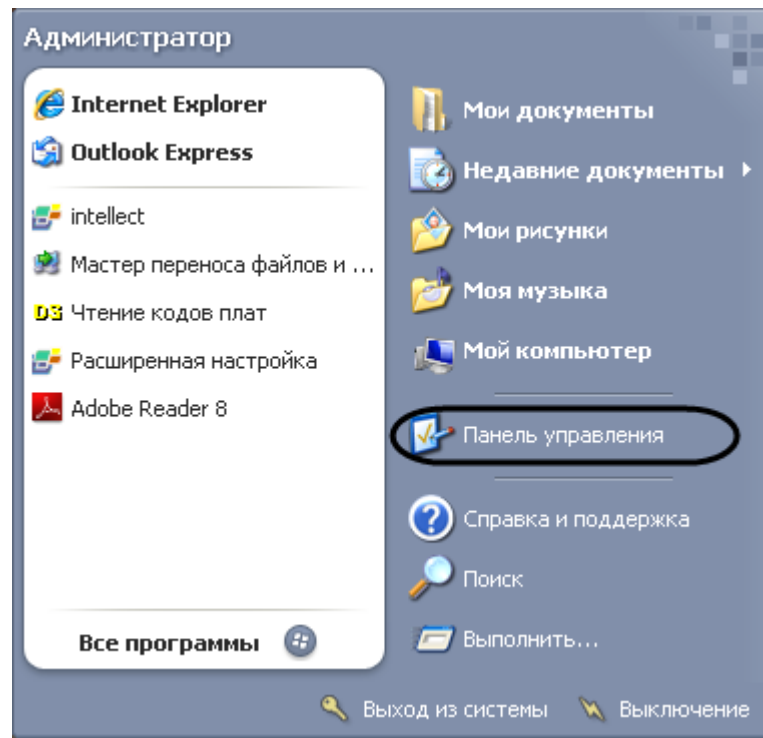 Администратор
Internet Explorer
Outlook Express
intellect
Мастер переноса файлов и ...
D3 Чтение кодов плат
Расширенная настройка
Adobe Reader 8
Все программы
Мои документы
Недавние документы
Мои рисунки
Моя музыка
Мой компьютер
Панель управления
Справка и поддержка
Поиск
Выполнить...
Выход из системы
Выключение